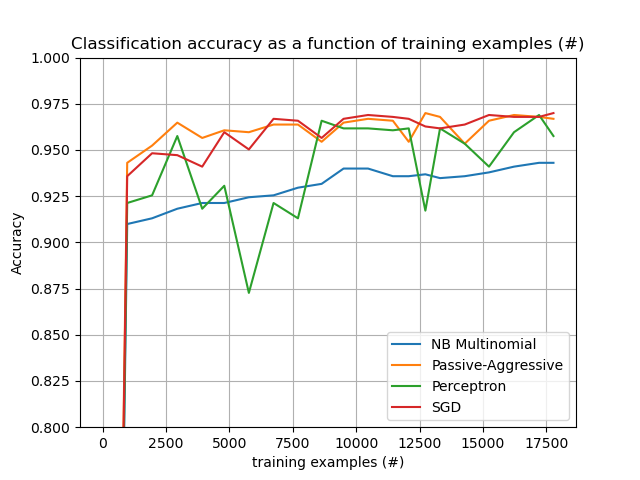 Classification accuracy as a function of training examples (#)
1.000
0.975
0.950
0.925
0.900
0.875
0.850
0.825
0.800
Accuracy
NB Multinomial
Passive-Aggressive
Perceptron
SGD
0 2500 5000 7500 10000 12500 15000 17500
training examples (#)